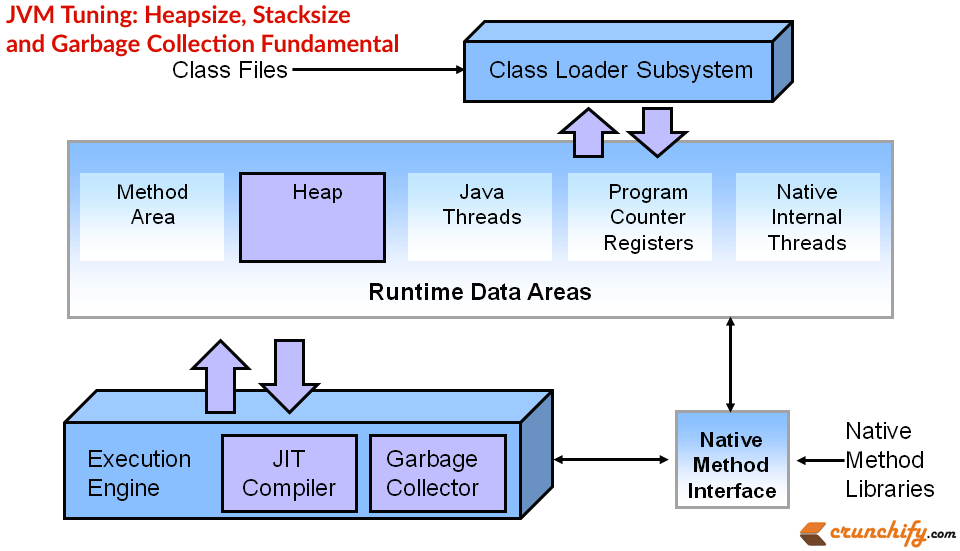 JVM Tuning: Heapsize, Stacksize
and Garbage Collection Fundamental
Class Files
Class Loader Subsystem
Method
Area
Heap
Java
Threads
Program
Counter
Registers
Native
Internal
Threads
Runtime Data Areas
Execution
Engine
JIT
Compiler
Garbage
Collector
Native
Method
Interface
Native
Method
Libraries
crunchify.com